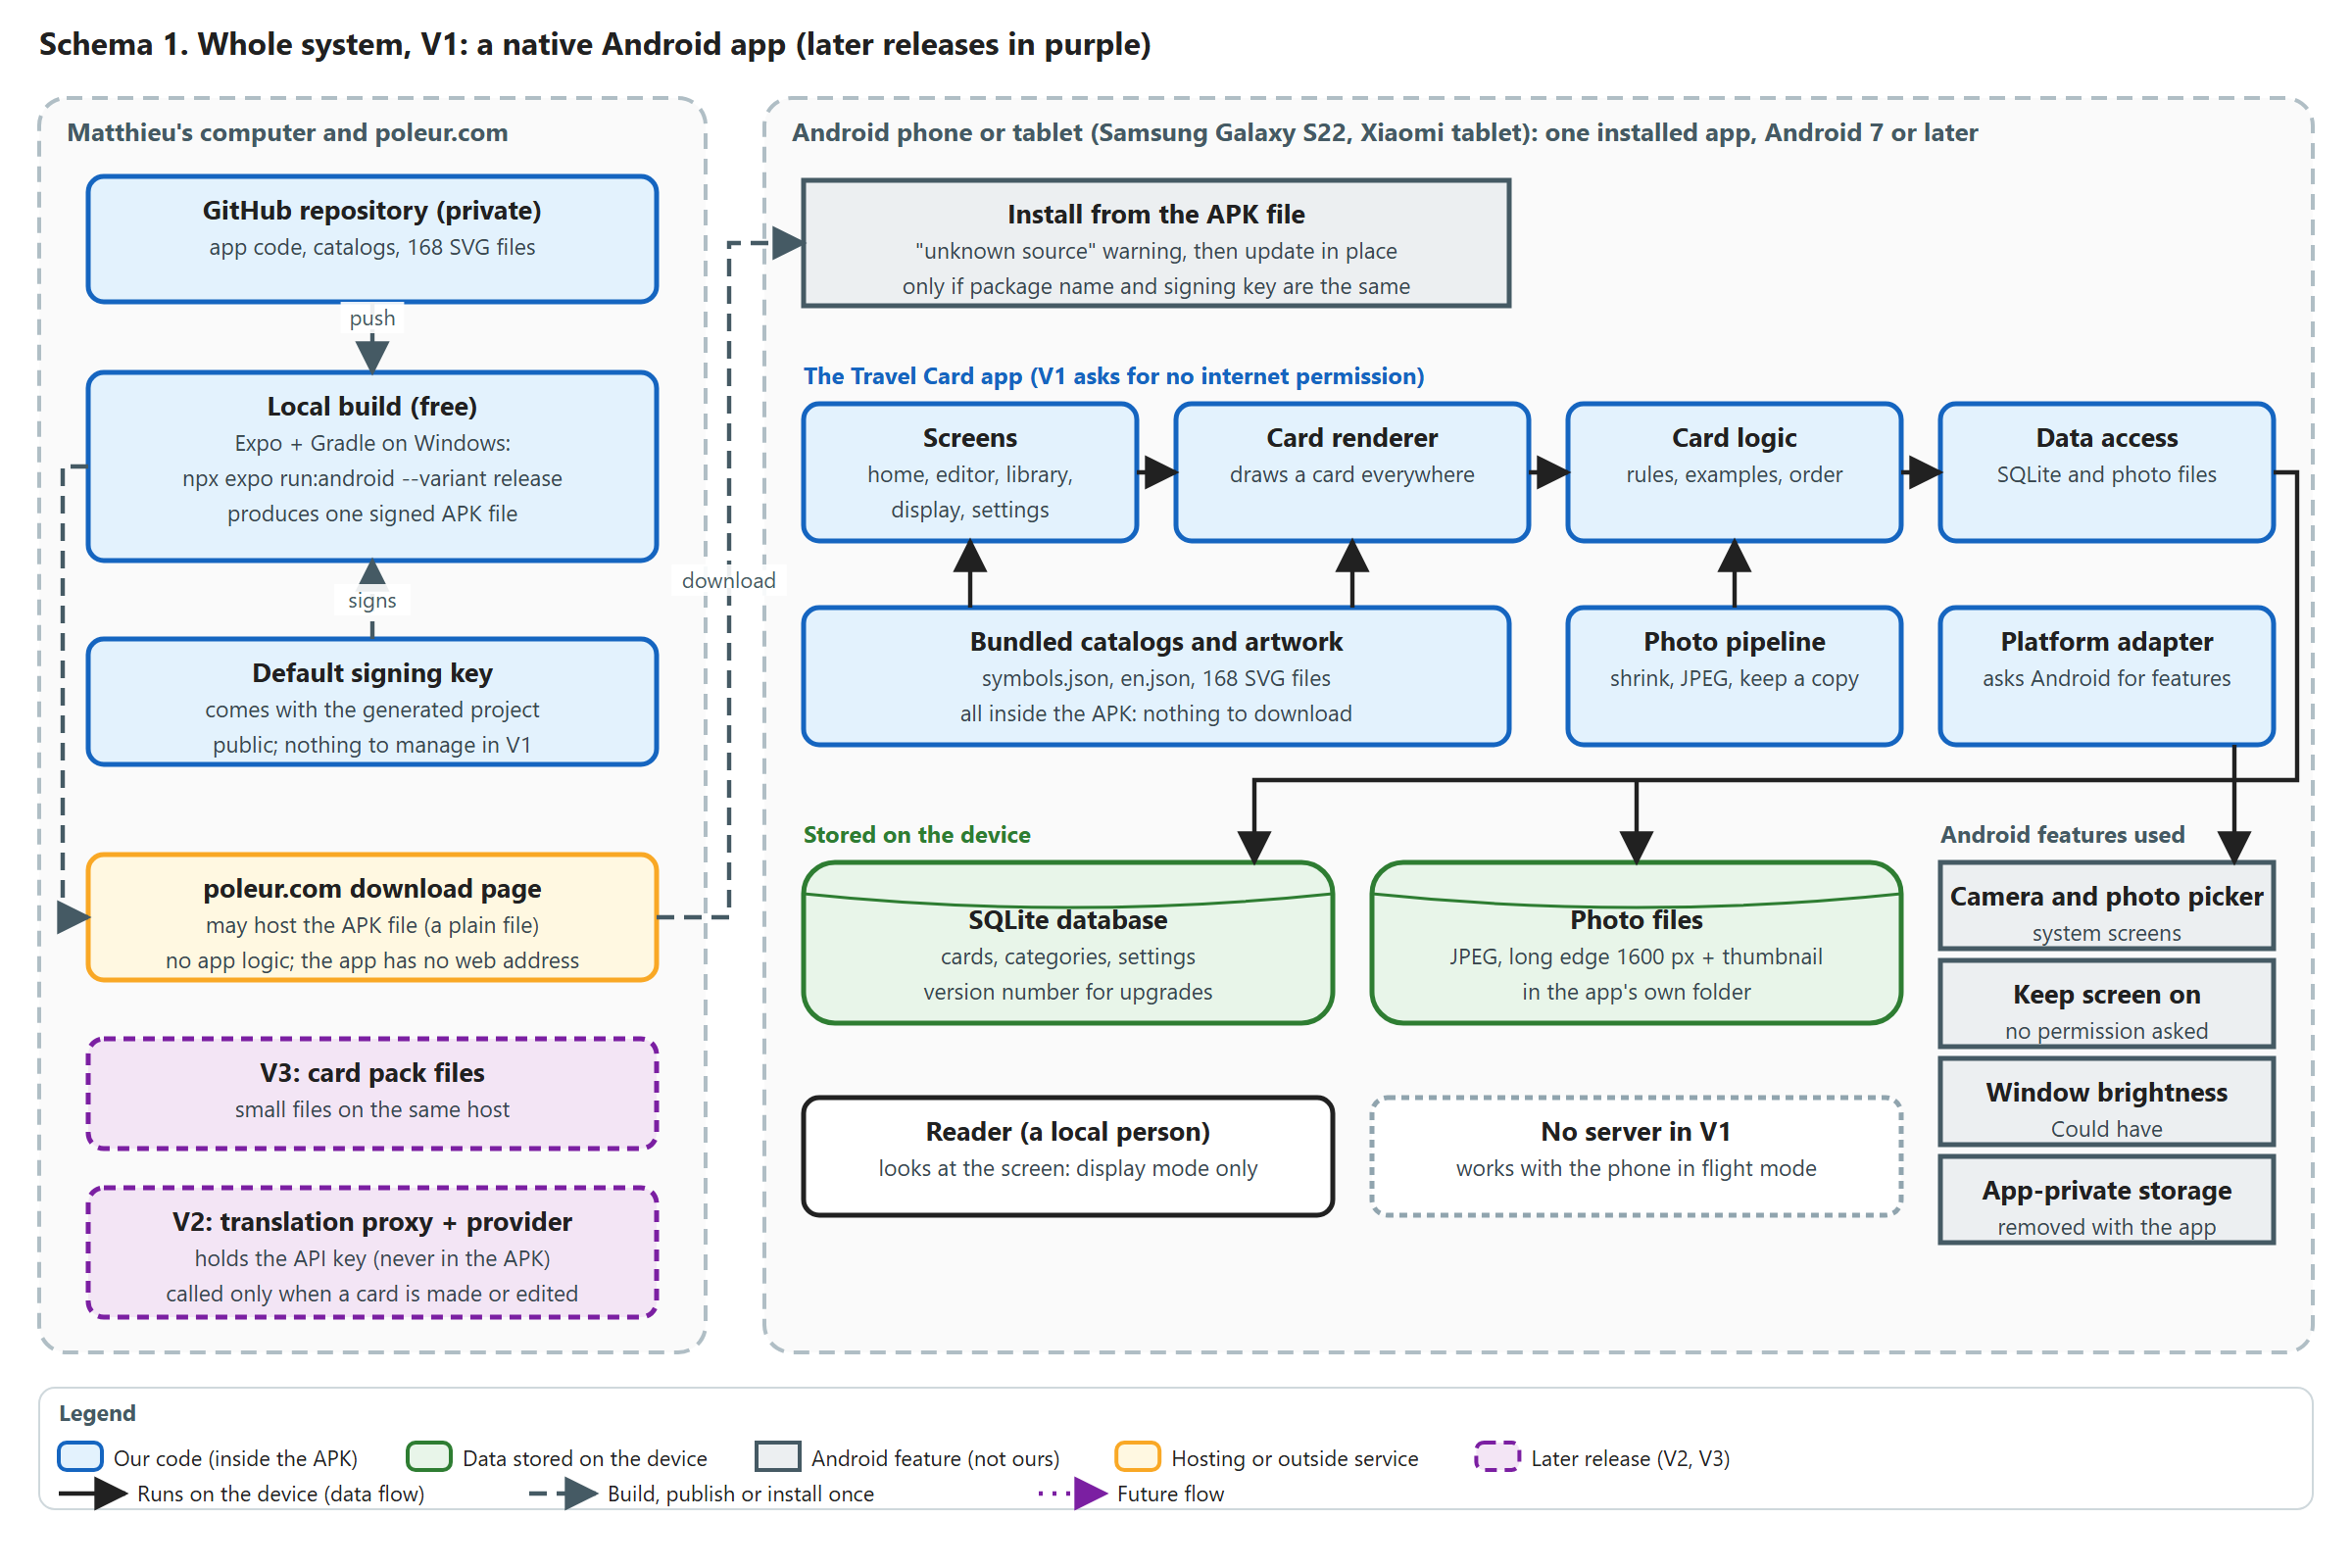 Schema 1. Whole system, V1: a native Android app (later releases in purple)
Matthieu's computer and poleur.com
GitHub repository (private)
app code, catalogs, 168 SVG files
push
Local build (free)
Expo + Gradle on Windows:
npx expo run:android --variant release
produces one signed APK file
signs
Default signing key
comes with the generated project
public; nothing to manage in V1
poleur.com download page
may host the APK file (a plain file)
no app logic; the app has no web address
V3: card pack files
small files on the same host
V2: translation proxy + provider
holds the API key (never in the APK)
called only when a card is made or edited
download
Android phone or tablet (Samsung Galaxy S22, Xiaomi tablet): one installed app, Android 7 or later
Install from the APK file
"unknown source" warning, then update in place
only if package name and signing key are the same
The Travel Card app (V1 asks for no internet permission)
Screens
home, editor, library,
display, settings
Card renderer
draws a card everywhere
Card logic
rules, examples, order
Data access
SQLite and photo files
Bundled catalogs and artwork
symbols.json, en.json, 168 SVG files
all inside the APK: nothing to download
Photo pipeline
shrink, JPEG, keep a copy
Platform adapter
asks Android for features
Stored on the device
SQLite database
cards, categories, settings
version number for upgrades
Photo files
JPEG, long edge 1600 px + thumbnail
in the app's own folder
Android features used
Camera and photo picker
system screens
Keep screen on
no permission asked
Window brightness
Could have
App-private storage
removed with the app
Reader (a local person)
looks at the screen: display mode only
No server in V1
works with the phone in flight mode
Legend
Our code (inside the APK)
Data stored on the device
Android feature (not ours)
Hosting or outside service
Later release (V2, V3)
Runs on the device (data flow)
Build, publish or install once
Future flow